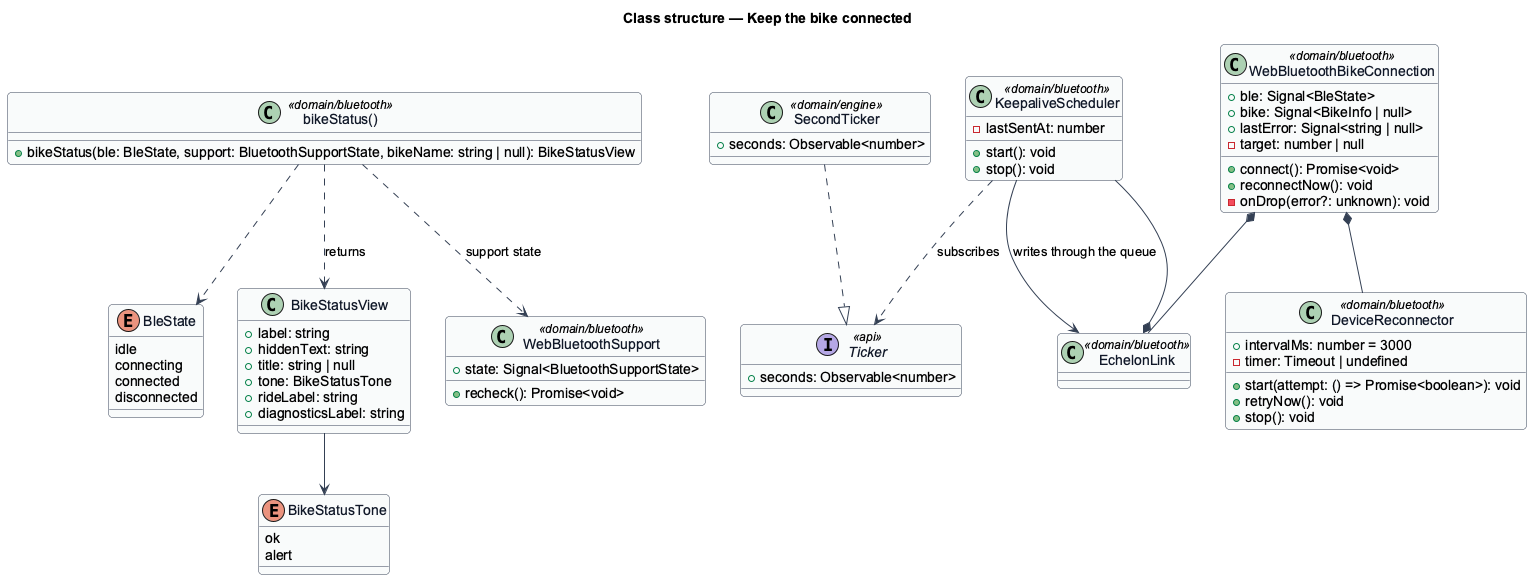 Class structure — Keep the bike connected
C
«domain/bluetooth»
bikeStatus()
bikeStatus(ble: BleState, support: BluetoothSupportState, bikeName: string | null): BikeStatusView
C
«domain/engine»
SecondTicker
seconds: Observable<number>
C
«domain/bluetooth»
KeepaliveScheduler
lastSentAt: number
start(): void
stop(): void
C
«domain/bluetooth»
WebBluetoothBikeConnection
ble: Signal<BleState>
bike: Signal<BikeInfo | null>
lastError: Signal<string | null>
target: number | null
connect(): Promise<void>
reconnectNow(): void
onDrop(error?: unknown): void
returns
support state
subscribes
writes through the queue
E
BleState
idle
connecting
connected
disconnected
C
BikeStatusView
label: string
hiddenText: string
title: string | null
tone: BikeStatusTone
rideLabel: string
diagnosticsLabel: string
C
«domain/bluetooth»
WebBluetoothSupport
state: Signal<BluetoothSupportState>
recheck(): Promise<void>
I
«api»
Ticker
seconds: Observable<number>
C
«domain/bluetooth»
EchelonLink
C
«domain/bluetooth»
DeviceReconnector
intervalMs: number = 3000
timer: Timeout | undefined
start(attempt: () => Promise<boolean>): void
retryNow(): void
stop(): void
E
BikeStatusTone
ok
alert